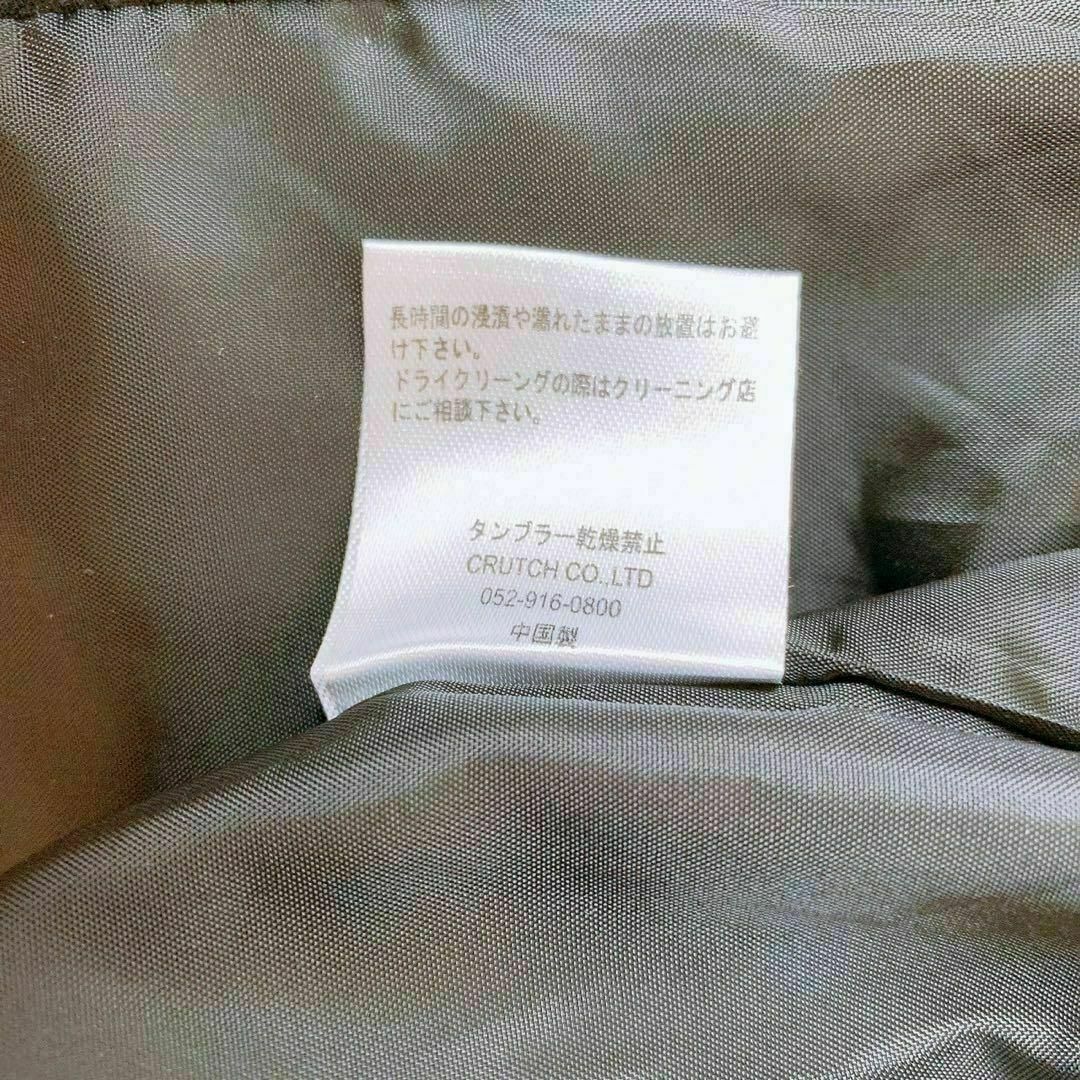 長時間の浸漬や濡れたままの放置はお避
け下さい。
ドライクリーングの際はクリーニング店
にご相談下さい。
タンブラー乾燥禁止
CRUTCH CO.,LTD
052-916-0800
中国製